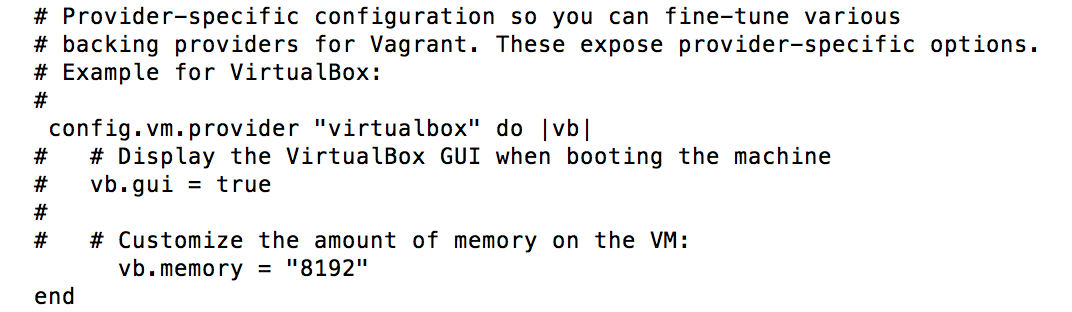 # Provider-specific configuration so you can fine-tune various
# backing providers for Vagrant. These expose provider-specific options.
# Example for VirtualBox:
#
 config.vm.provider "virtualbox" do |vb|
#   # Display the VirtualBox GUI when booting the machine
#   vb.gui = true
#
#   # Customize the amount of memory on the VM:
      vb.memory = "8192"
end